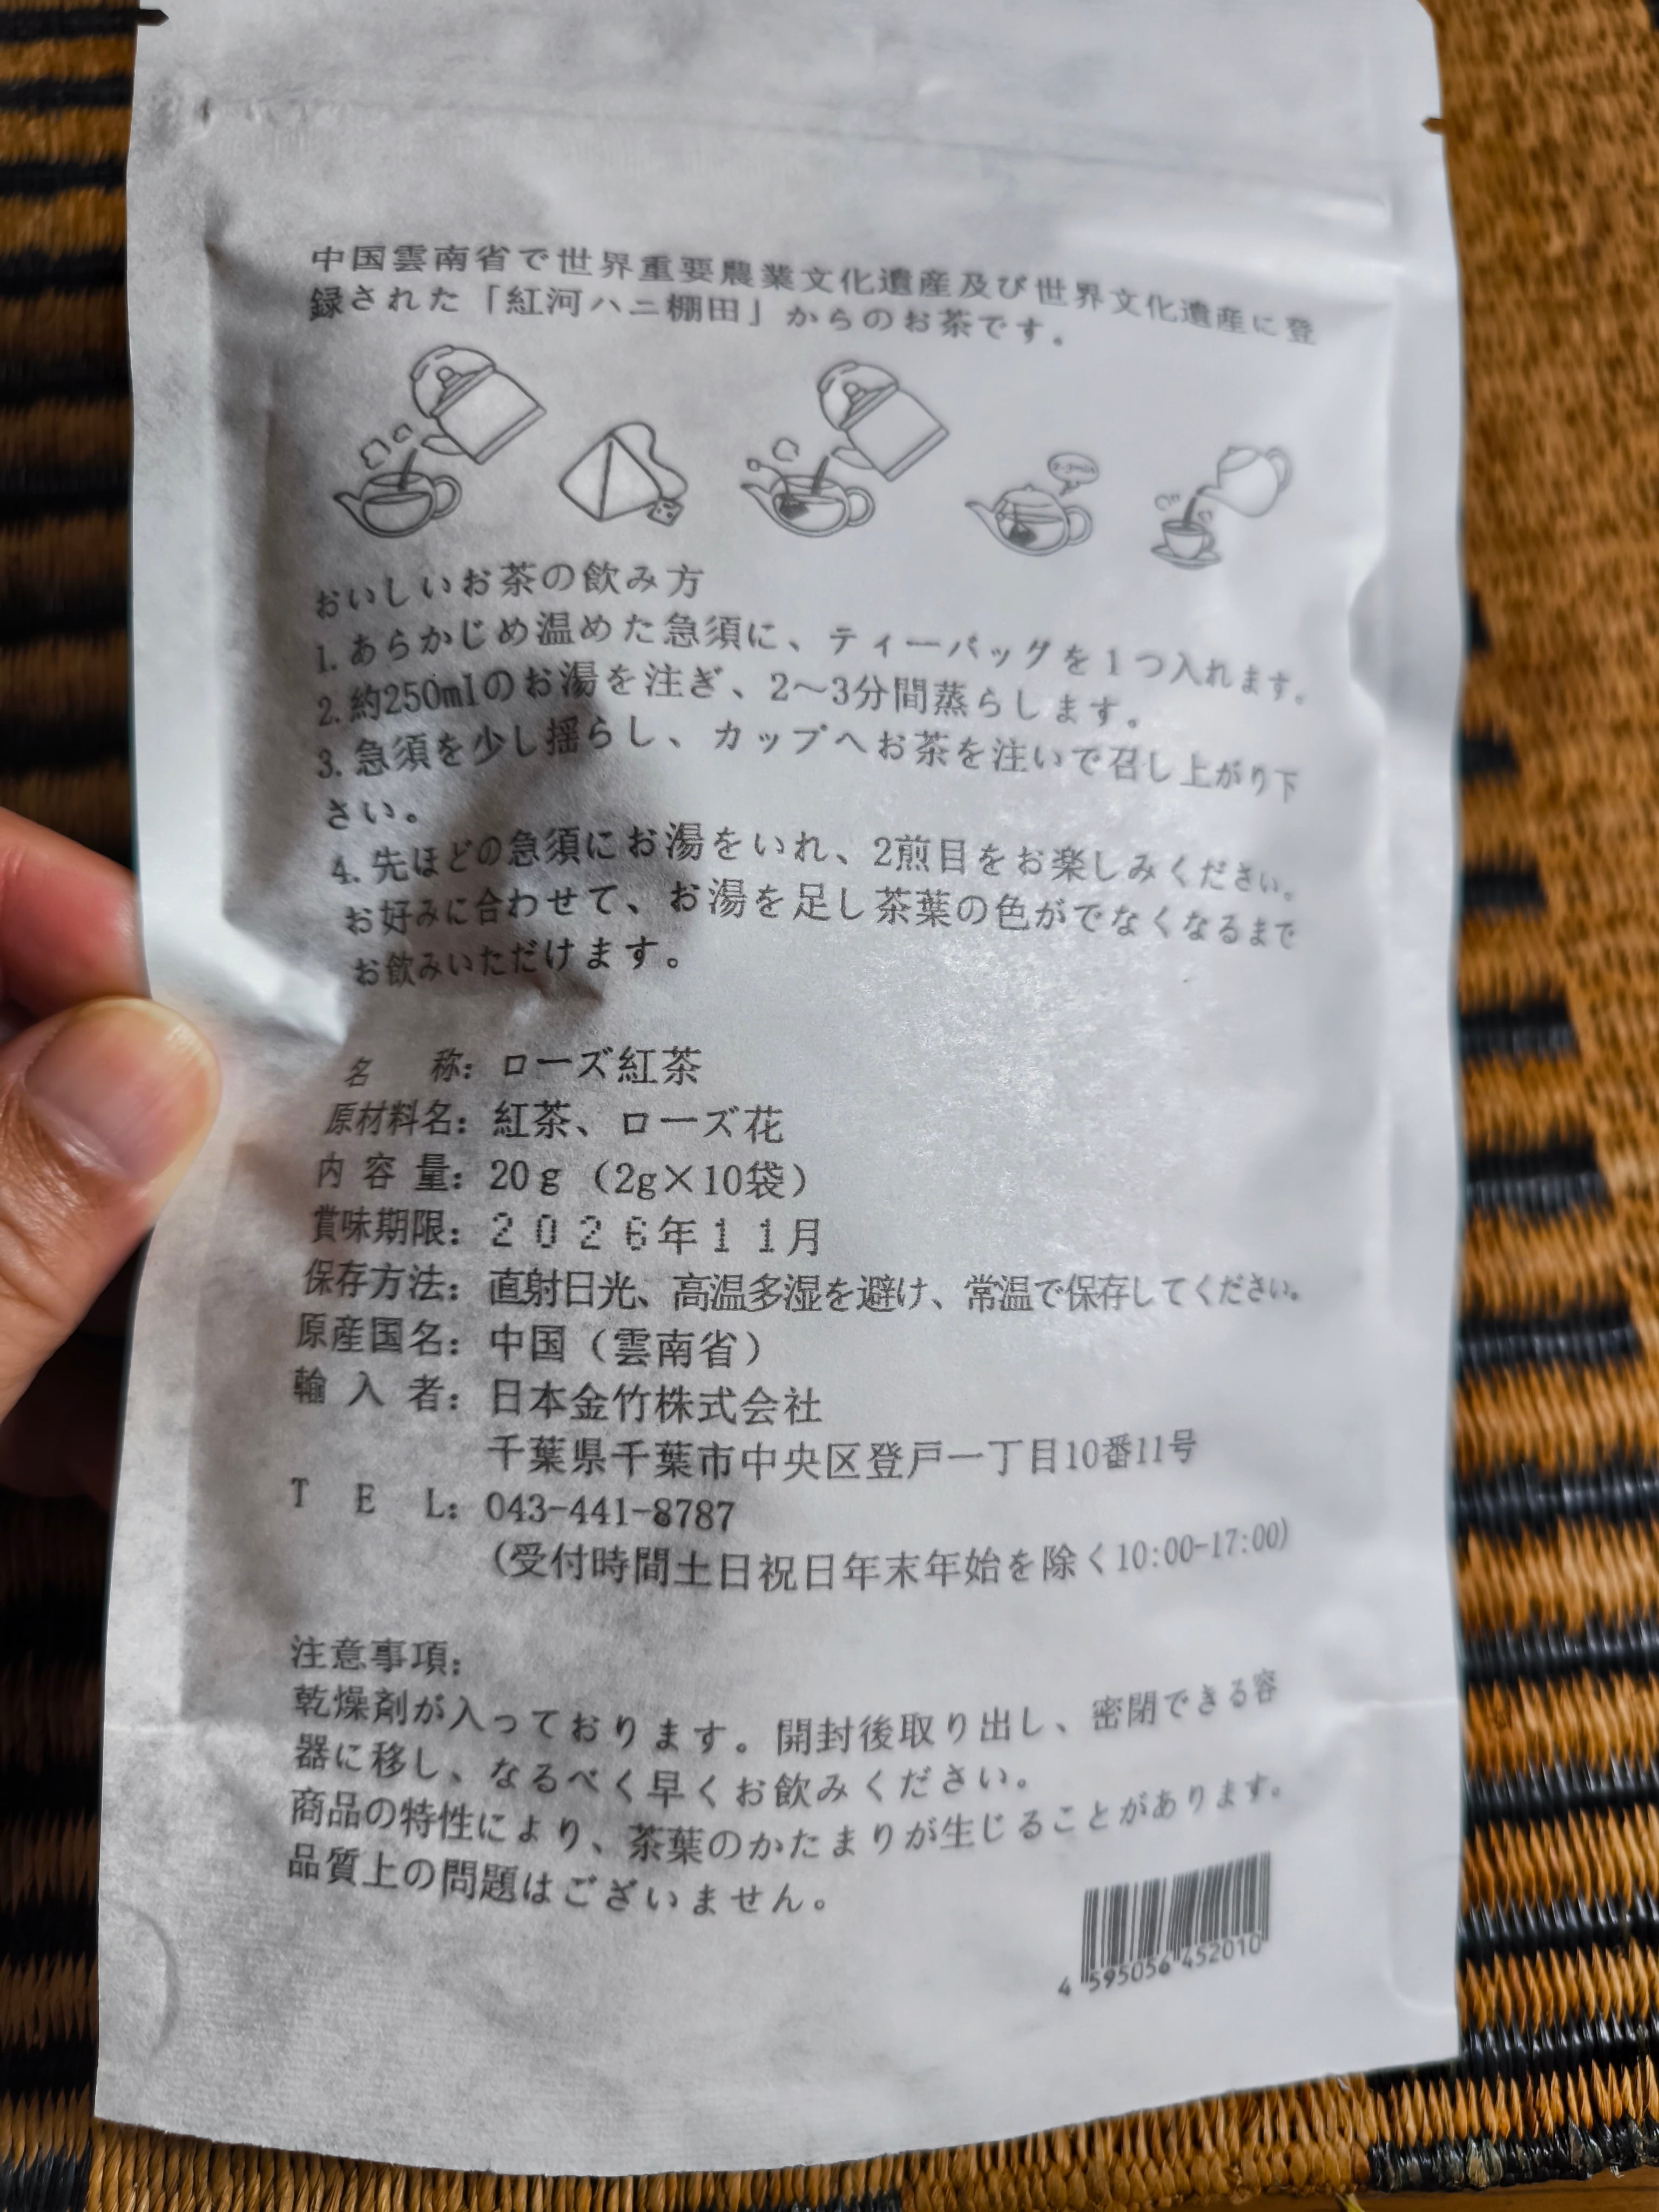 中国雲南省で世界重要農業文化遺産及び世界文化遺産に登
録された「紅河ハニ棚田」からのお茶です。
2-3min
おいしいお茶の飲み方
1. あらかじめ温めた急須に、ティーバッグを1つ入れます。
2. 約250mlのお湯を注ぎ、2～3分間蒸らします。
3. 急須を少し揺らし、カップへお茶を注いで召し上がり下
さい。
4. 先ほどの急須にお湯をいれ、2煎目をお楽しみください。
お好みに合わせて、お湯を足し茶葉の色がでなくなるまで
お飲みいただけます。
名 称: ローズ紅茶
原材料名: 紅茶、ローズ花
内容量: 20g（2g×10袋）
賞味期限: 2026年11月
保存方法: 直射日光、高温多湿を避け、常温で保存してください。
原産国名: 中国（雲南省）
輸入者: 日本金竹株式会社
千葉県千葉市中央区登戸一丁目10番11号
T E L: 043-441-8787
(受付時間土日祝日年末年始を除く10:00-17:00)
注意事項:
乾燥剤が入っております。開封後取り出し、密閉できる容
器に移し、なるべく早くお飲みください。
商品の特性により、茶葉のかたまりが生じることがあります。
品質上の問題はございません。
4 595056 452010